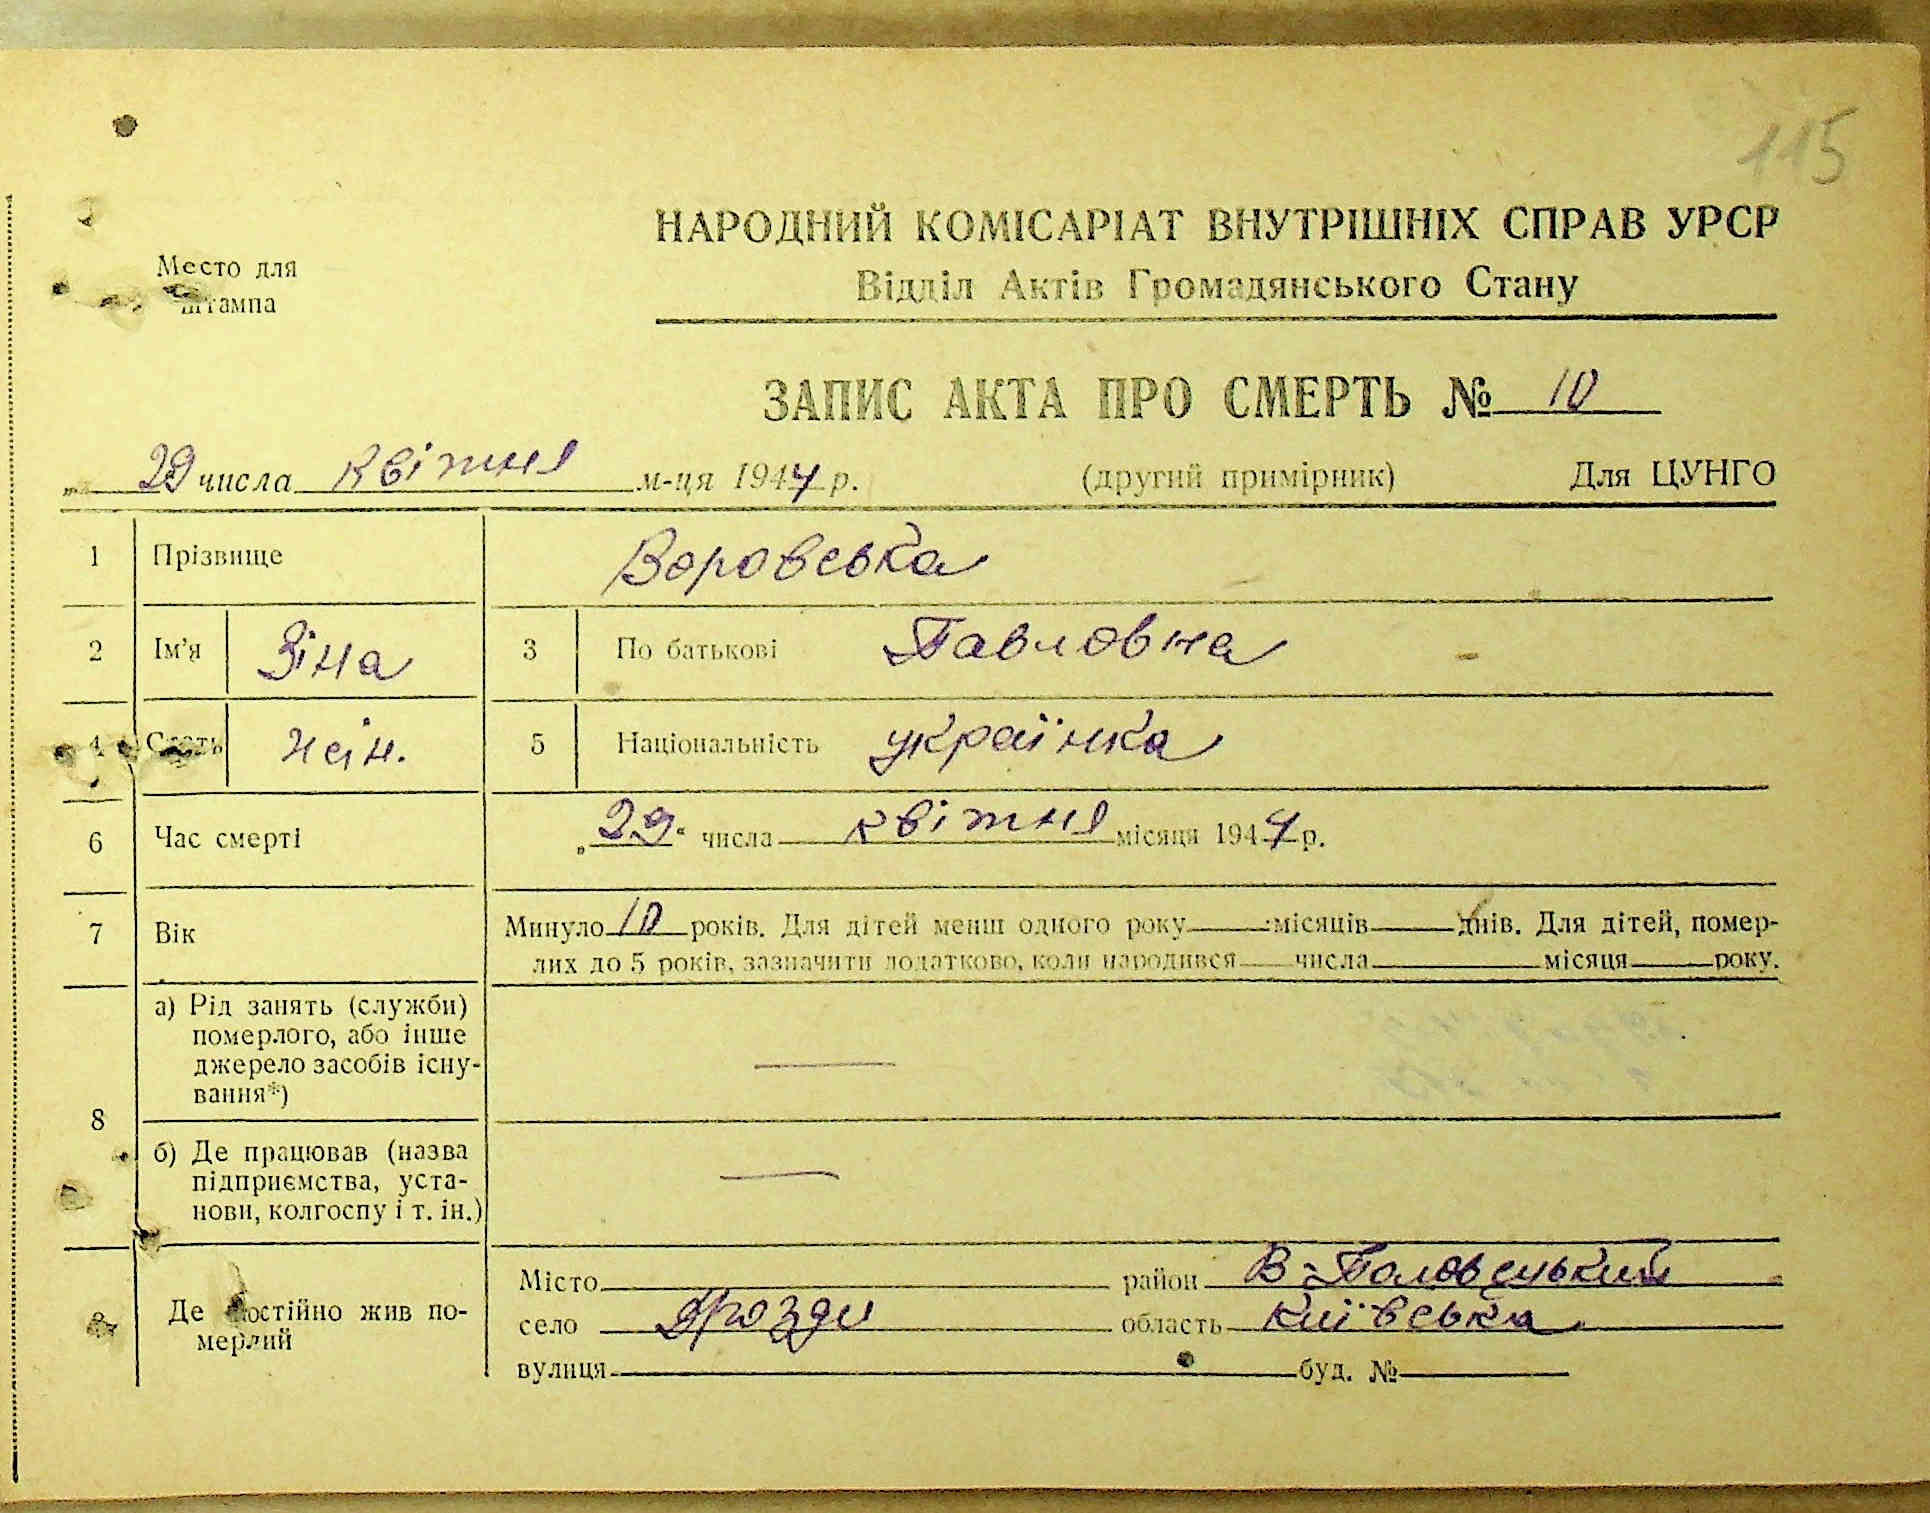 115
Место для
штампа
НАРОДНИЙ КОМІСАРІАТ ВНУТРІШНІХ СПРАВ УРСР
Відділ Актів Громадянського Стану
ЗАПИС АКТА ПРО СМЕРТЬ № 10
„ 29 числа квітня м-ця 1944 р. (другий примірник) Для ЦУНГО
1 Прізвище Воровська
2 Ім'я Зіна 3 По батькові Павловна
4 Стать жін. 5 Національність українка
6 Час смерті „29“ числа квітня місяця 1944 р.
7 Вік Минуло 10 років. Для дітей менш одного року місяців днів. Для дітей, помер-
лих до 5 років, зазначити додатково, коли народився числа місяця року.
8 а) Рід занять (служби)
померлого, або інше
джерело засобів існу-
вання*) —
б) Де працював (назва
підприємства, уста-
нови, колгоспу і т. ін.) —
9 Де постійно жив по-
мерлий
Місто район В-Половецький
село Дрозди область Київська
вулиця буд. №